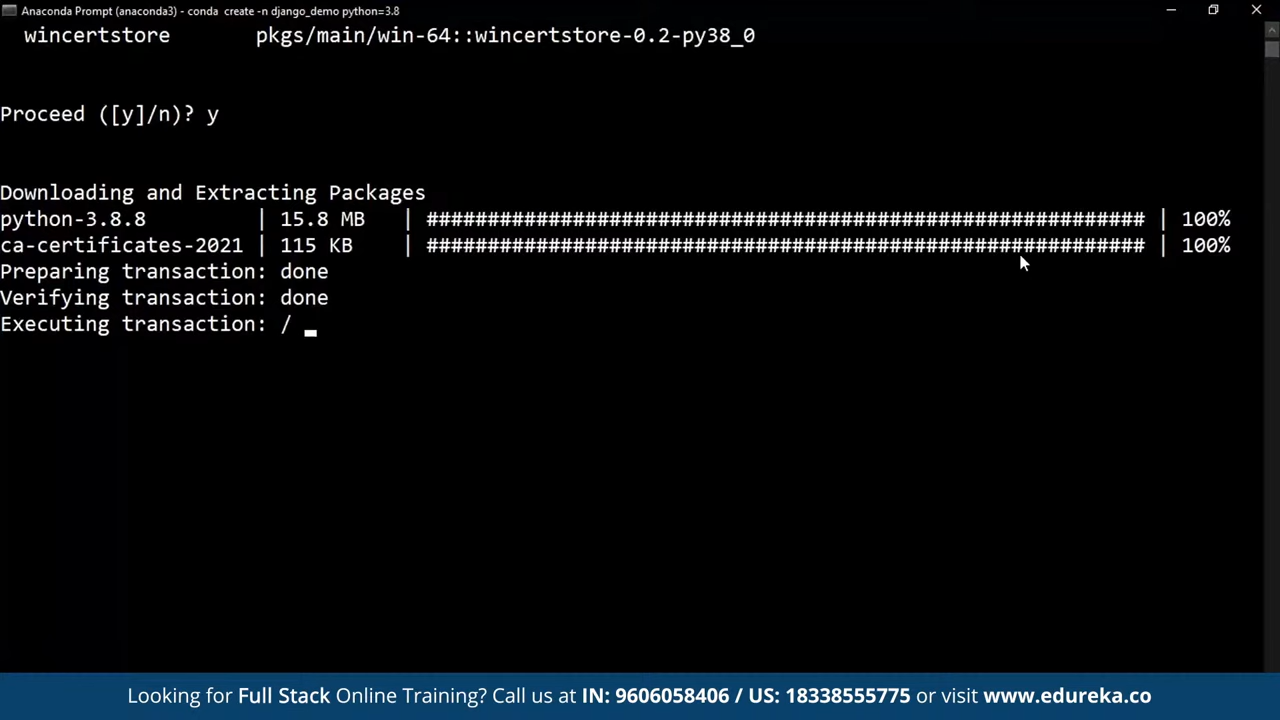 Anaconda Prompt (anaconda3) - conda  create -n django_demo python=3.8
wincertstore       pkgs/main/win-64::wincertstore-0.2-py38_0
Proceed ([y]/n)? y
Downloading and Extracting Packages
python-3.8.8         | 15.8 MB   | ########################################################### | 100%
ca-certificates-2021 | 115 KB    | ########################################################### | 100%
Preparing transaction: done
Verifying transaction: done
Executing transaction: / _
Looking for Full Stack Online Training? Call us at IN: 9606058406 / US: 18338555775 or visit www.edureka.co